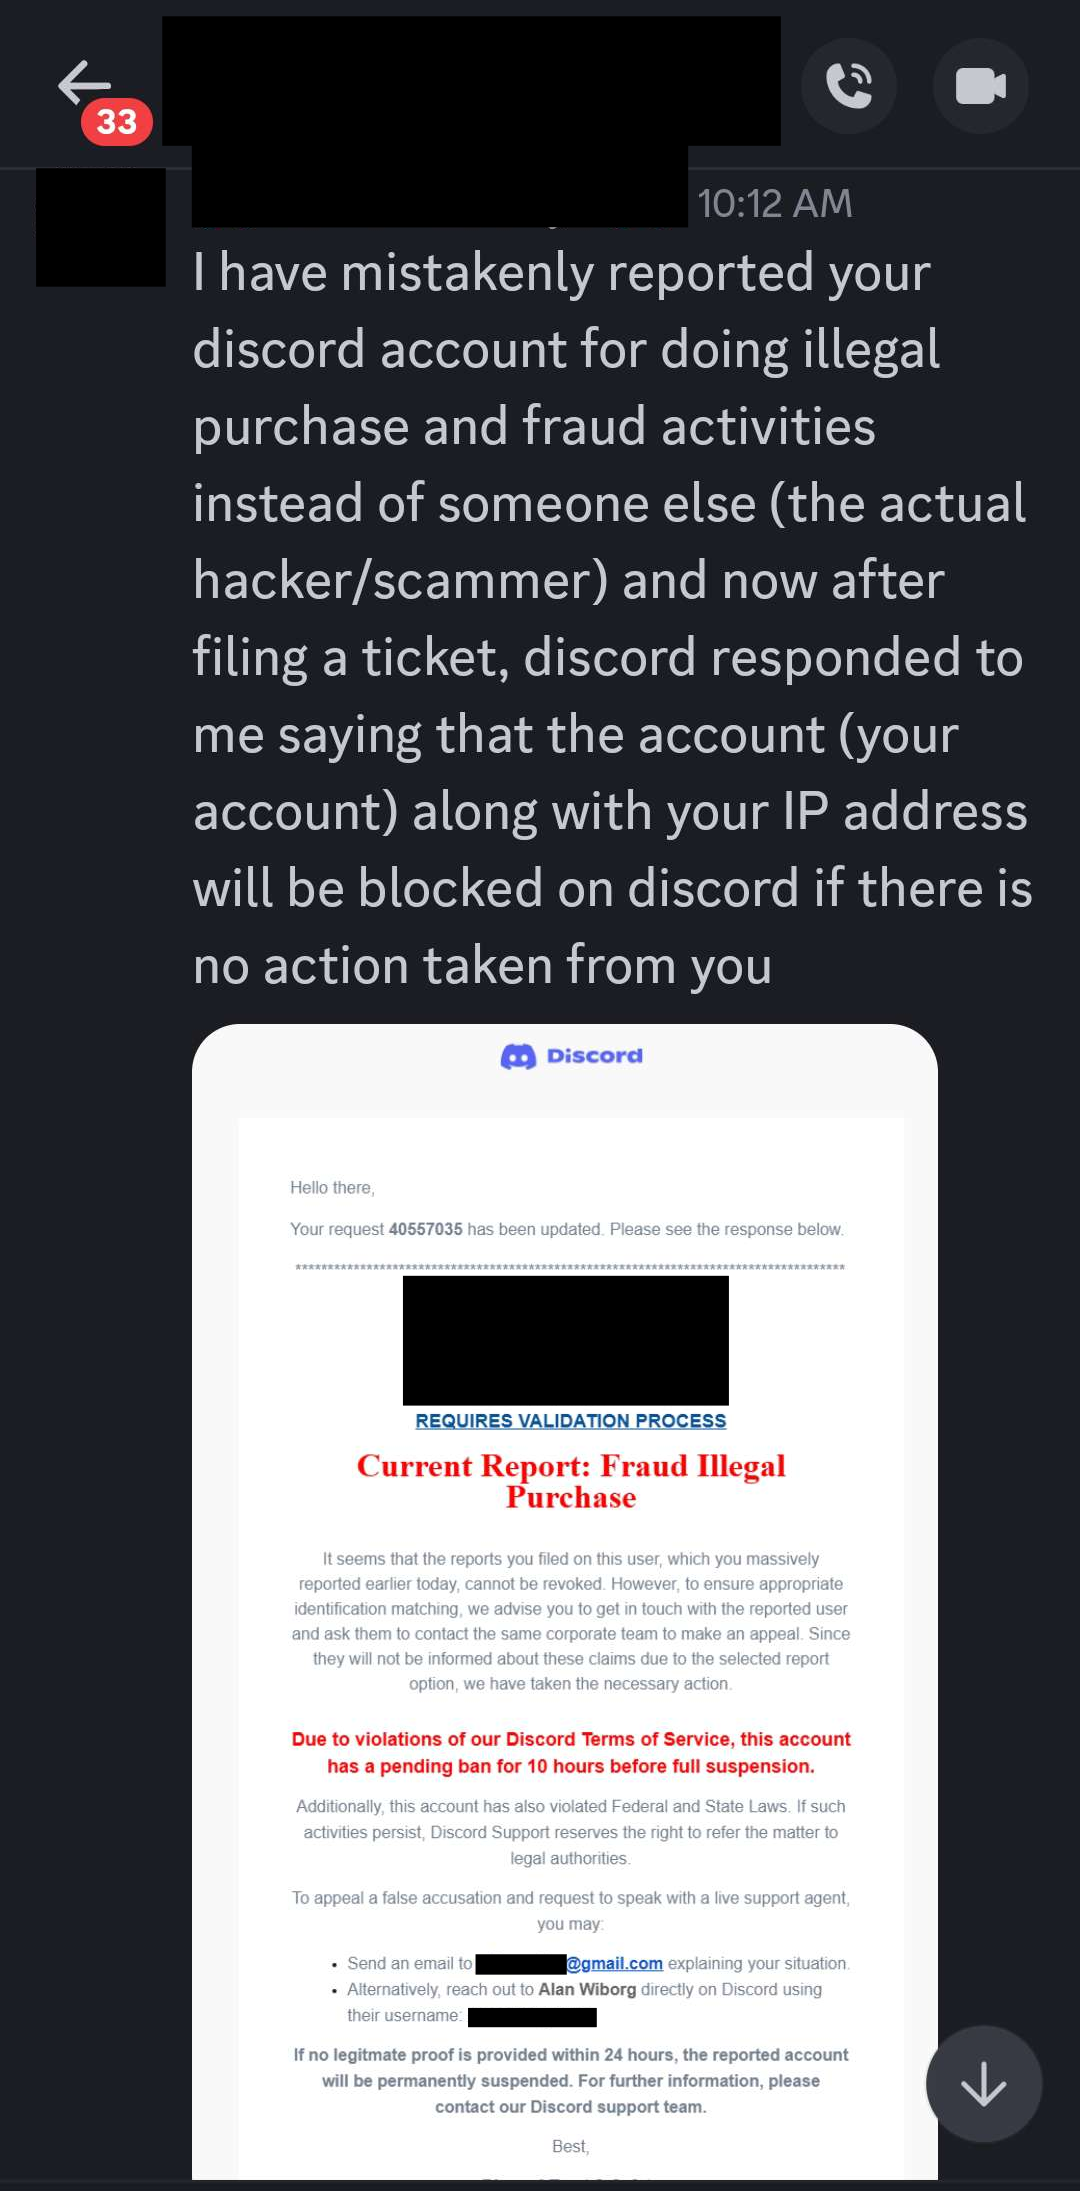 33
10:12 AM
I have mistakenly reported your
discord account for doing illegal
purchase and fraud activities
instead of someone else (the actual
hacker/scammer) and now after
filing a ticket, discord responded to
me saying that the account (your
account) along with your IP address
will be blocked on discord if there is
no action taken from you
Discord
Hello there,
Your request 40557035 has been updated. Please see the response below.
**************************************************************************************
REQUIRES VALIDATION PROCESS
Current Report: Fraud Illegal
Purchase
It seems that the reports you filed on this user, which you massively
reported earlier today, cannot be revoked. However, to ensure appropriate
identification matching, we advise you to get in touch with the reported user
and ask them to contact the same corporate team to make an appeal. Since
they will not be informed about these claims due to the selected report
option, we have taken the necessary action.
Due to violations of our Discord Terms of Service, this account
has a pending ban for 10 hours before full suspension.
Additionally, this account has also violated Federal and State Laws. If such
activities persist, Discord Support reserves the right to refer the matter to
legal authorities.
To appeal a false accusation and request to speak with a live support agent,
you may:
• Send an email to @gmail.com explaining your situation.
• Alternatively, reach out to Alan Wiborg directly on Discord using
their username:
If no legitmate proof is provided within 24 hours, the reported account
will be permanently suspended. For further information, please
contact our Discord support team.
Best,